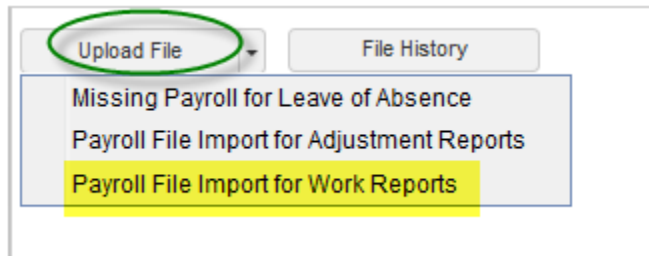 Upload File File History
Missing Payroll for Leave of Absence
Payroll File Import for Adjustment Reports
Payroll File Import for Work Reports